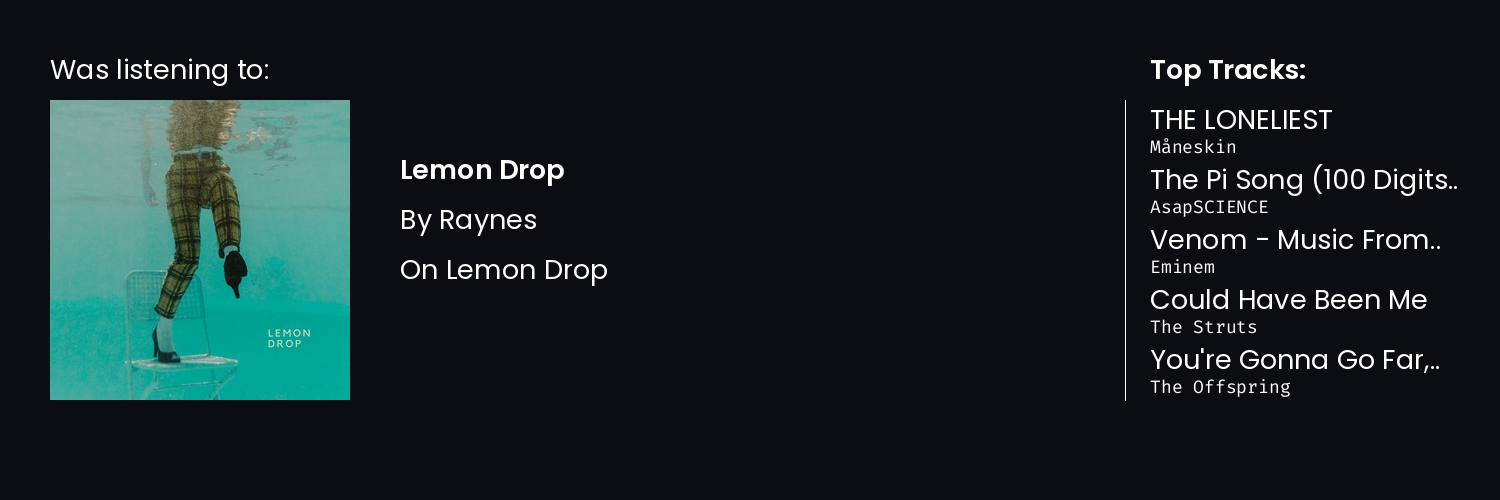 Was listening to:
LEMON
DROP
Lemon Drop
By Raynes
On Lemon Drop
Top Tracks:
THE LONELIEST
Måneskin
The Pi Song (100 Digits..
AsapSCIENCE
Venom - Music From..
Eminem
Could Have Been Me
The Struts
You're Gonna Go Far,..
The Offspring